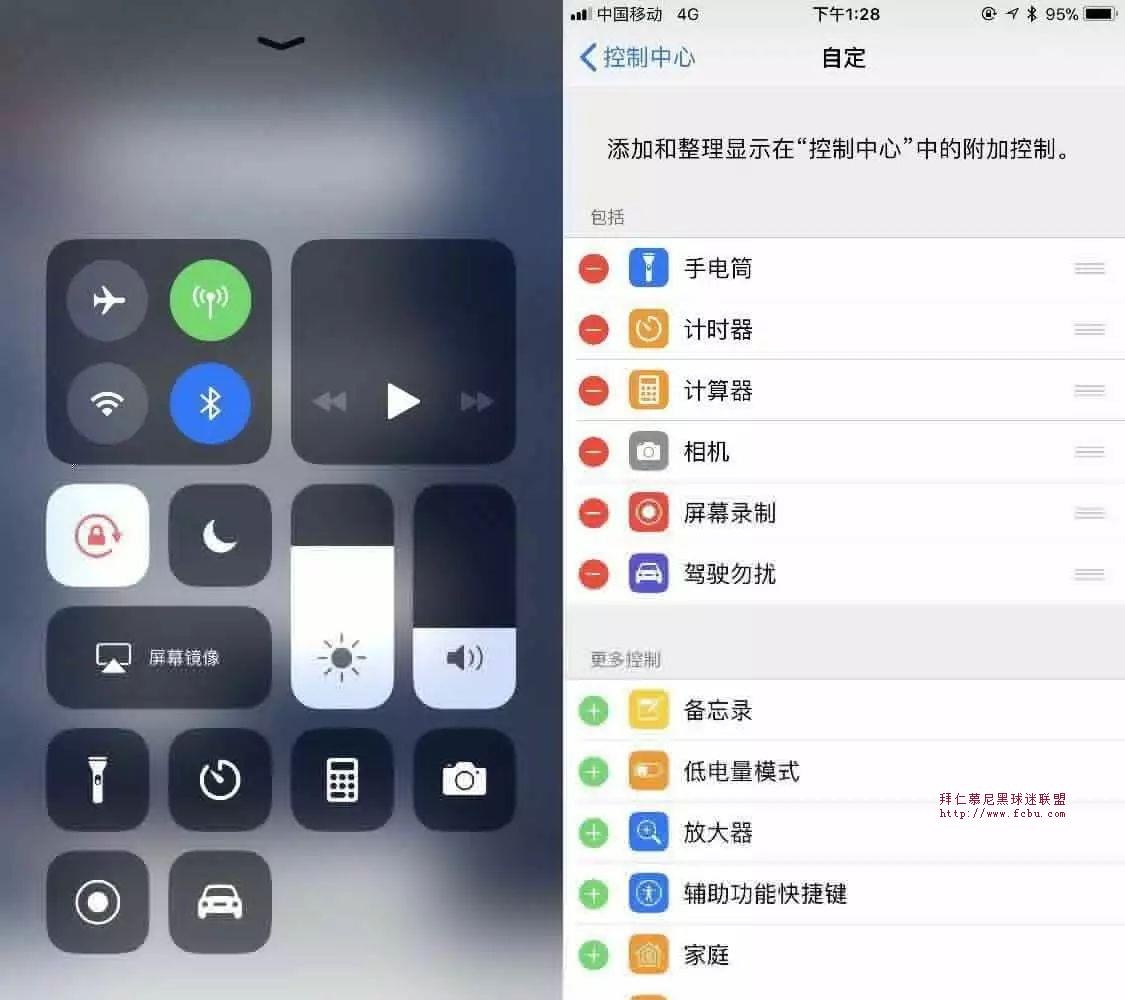 屏幕镜像
中国移动 4G 下午1:28 95%
控制中心 自定
添加和整理显示在“控制中心”中的附加控制。
包括
手电筒
计时器
计算器
相机
屏幕录制
驾驶勿扰
更多控制
备忘录
低电量模式
拜仁慕尼黑球迷联盟
http://www.fcbu.com
放大器
辅助功能快捷键
家庭